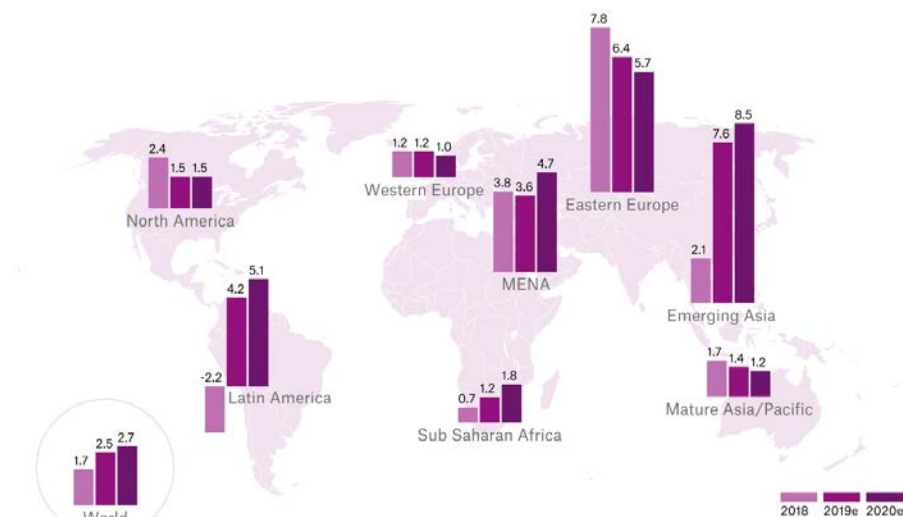 7.8
6.4
5.7
8.5
7.6
2.1
Eastern Europe
Emerging Asia
2.4
1.5 1.5
North America
1.2 1.2 1.0
Western Europe
3.8 3.6 4.7
MENA
-2.2 4.2 5.1
Latin America
0.7 1.2 1.8
Sub Saharan Africa
1.7 1.4 1.2
Mature Asia/Pacific
1.7 2.5 2.7
World
2018 2019e 2020e